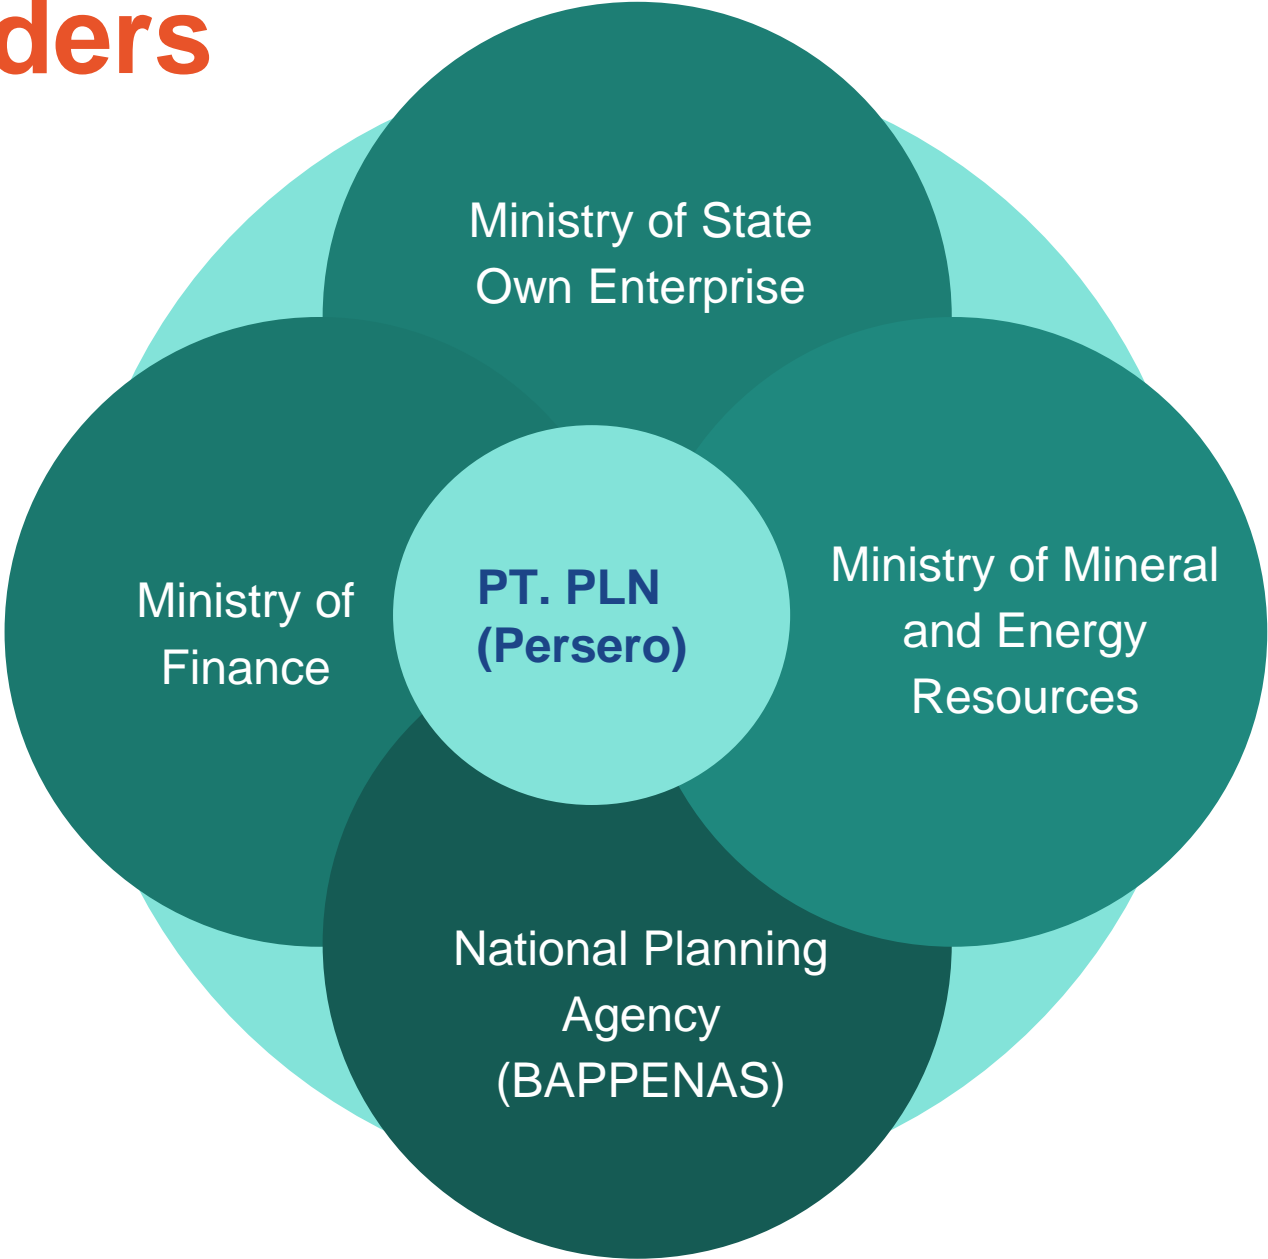 ders
Ministry of State
Own Enterprise
Ministry of
Finance
PT. PLN
(Persero)
Ministry of Mineral
and Energy
Resources
National Planning
Agency
(BAPPENAS)